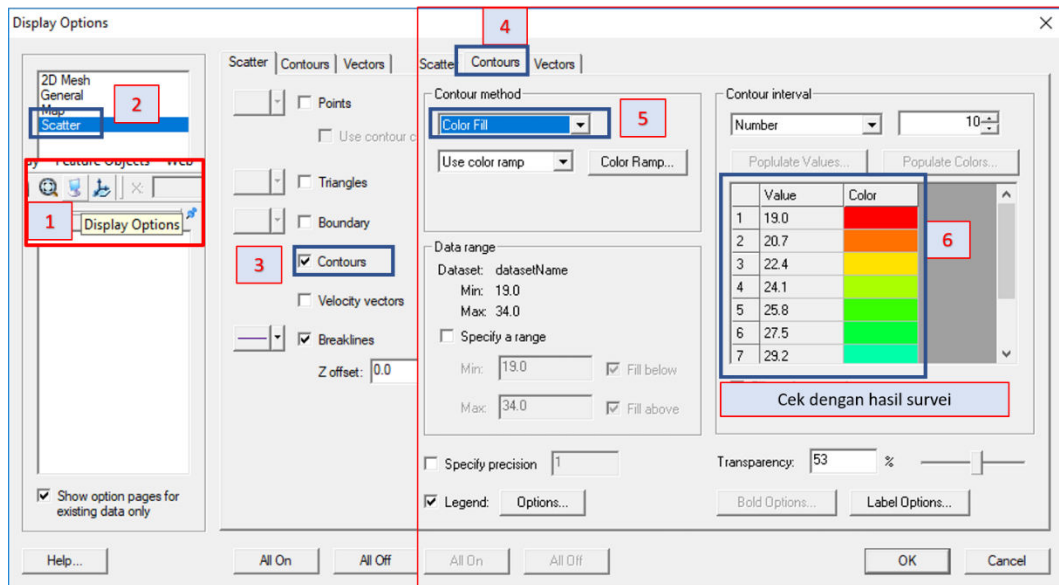 Display Options
4
2D Mesh
General
Map
Scatter
2
Feature Objects
X:
1
Display Options
Show option pages for
existing data only
Scatter
Contours
Vectors
Points
Use contour c
Triangles
Boundary
3
Contours
Velocity vectors
Breaklines
Z offset: 0.0
Scatter
Contours
Vectors
Contour method
Color Fill
5
Use color ramp
Color Ramp...
Data range
Dataset: datasetName
Min: 19.0
Max: 34.0
Specify a range
Min: 19.0
Fill below
Max: 34.0
Fill above
Specify precision
1
Legend:
Options...
Contour interval
Number
10
Poplulate Values...
Populate Colors...
Value Color
1 19.0
2 20.7
3 22.4
4 24.1
5 25.8
6 27.5
7 29.2
6
Cek dengan hasil survei
Transparency: 53 %
Bold Options...
Label Options...
Help...
All On
All Off
All On
All Off
OK
Cancel